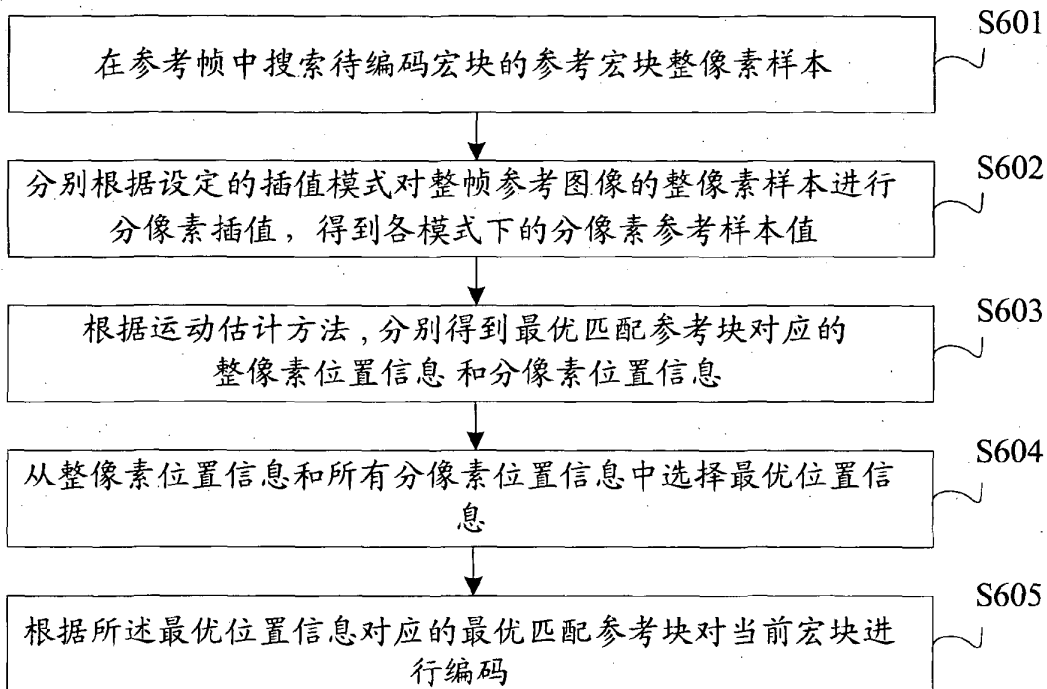 S601
在参考帧中搜索待编码宏块的参考宏块整像素样本
S602
分别根据设定的插值模式对整帧参考图像的整像素样本进行
分像素插值，得到各模式下的分像素参考样本值
S603
根据运动估计方法,分别得到最优匹配参考块对应的
整像素位置信息和分像素位置信息
S604
从整像素位置信息和所有分像素位置信息中选择最优位置信
息
S605
根据所述最优位置信息对应的最优匹配参考块对当前宏块进
行编码